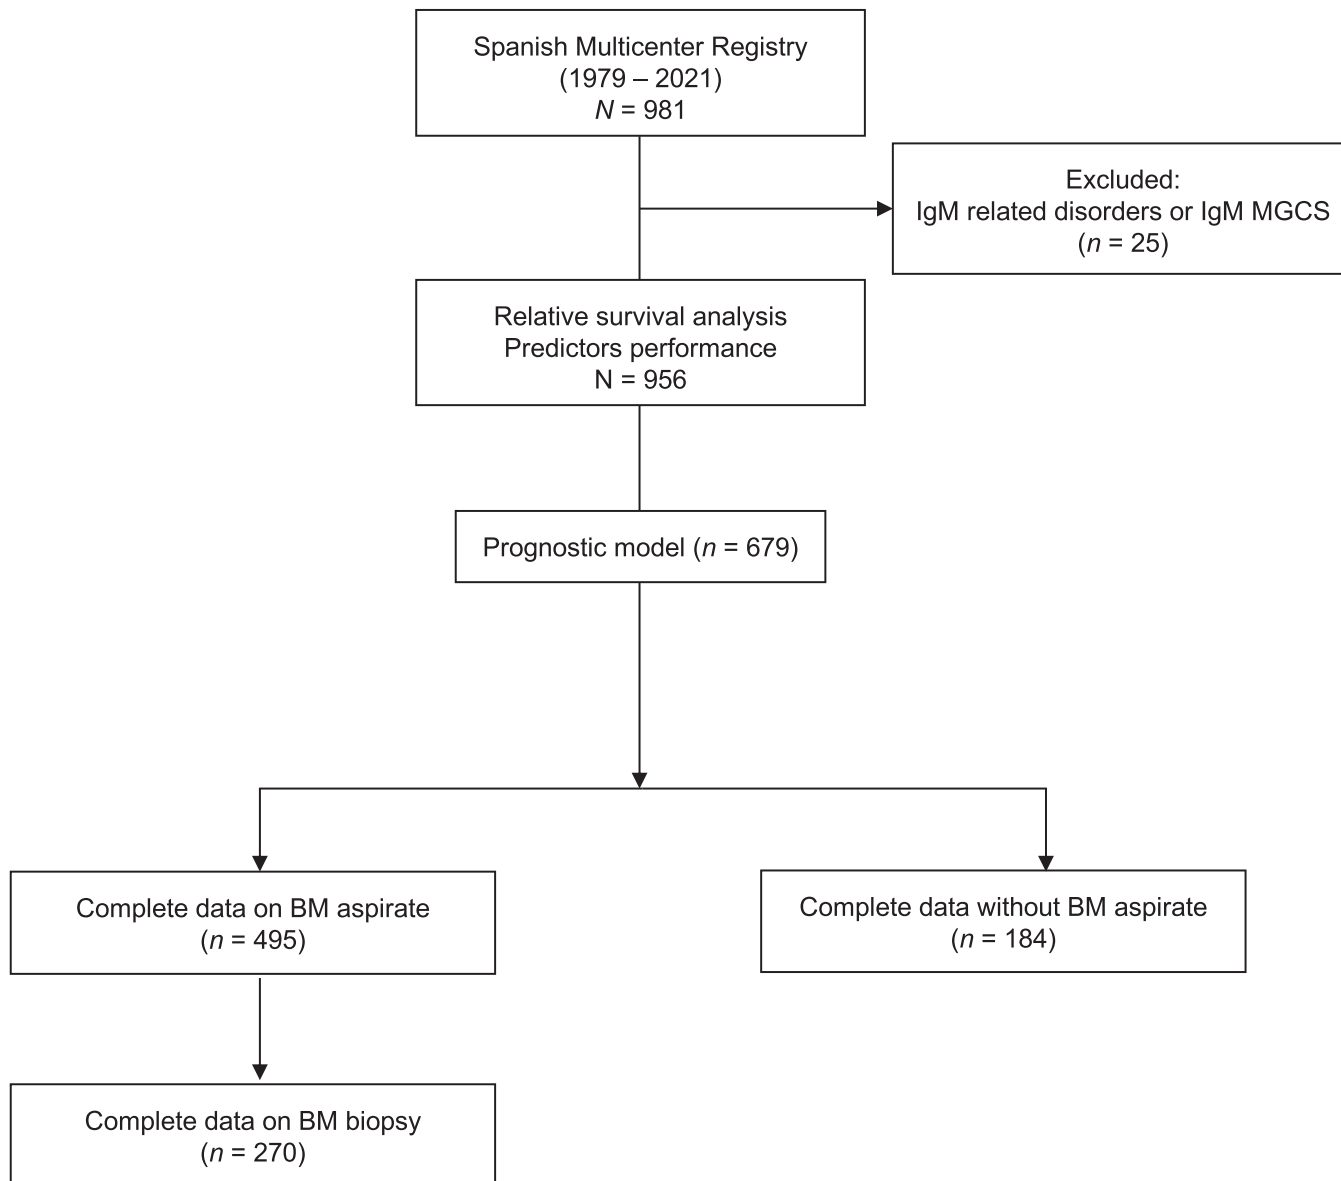 Spanish Multicenter Registry
(1979 – 2021)
N = 981
Excluded:
IgM related disorders or IgM MGCS
(n = 25)
Relative survival analysis
Predictors performance
N = 956
Prognostic model (n = 679)
Complete data on BM aspirate
(n = 495)
Complete data without BM aspirate
(n = 184)
Complete data on BM biopsy
(n = 270)